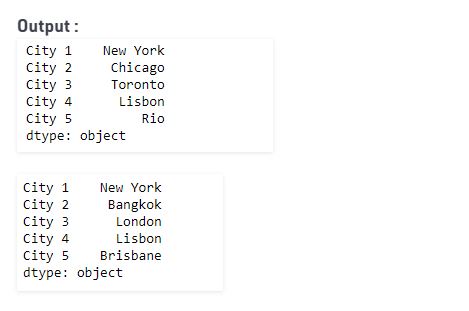 Output :
City 1    New York
City 2     Chicago
City 3     Toronto
City 4      Lisbon
City 5         Rio
dtype: object
City 1    New York
City 2     Bangkok
City 3      London
City 4      Lisbon
City 5    Brisbane
dtype: object